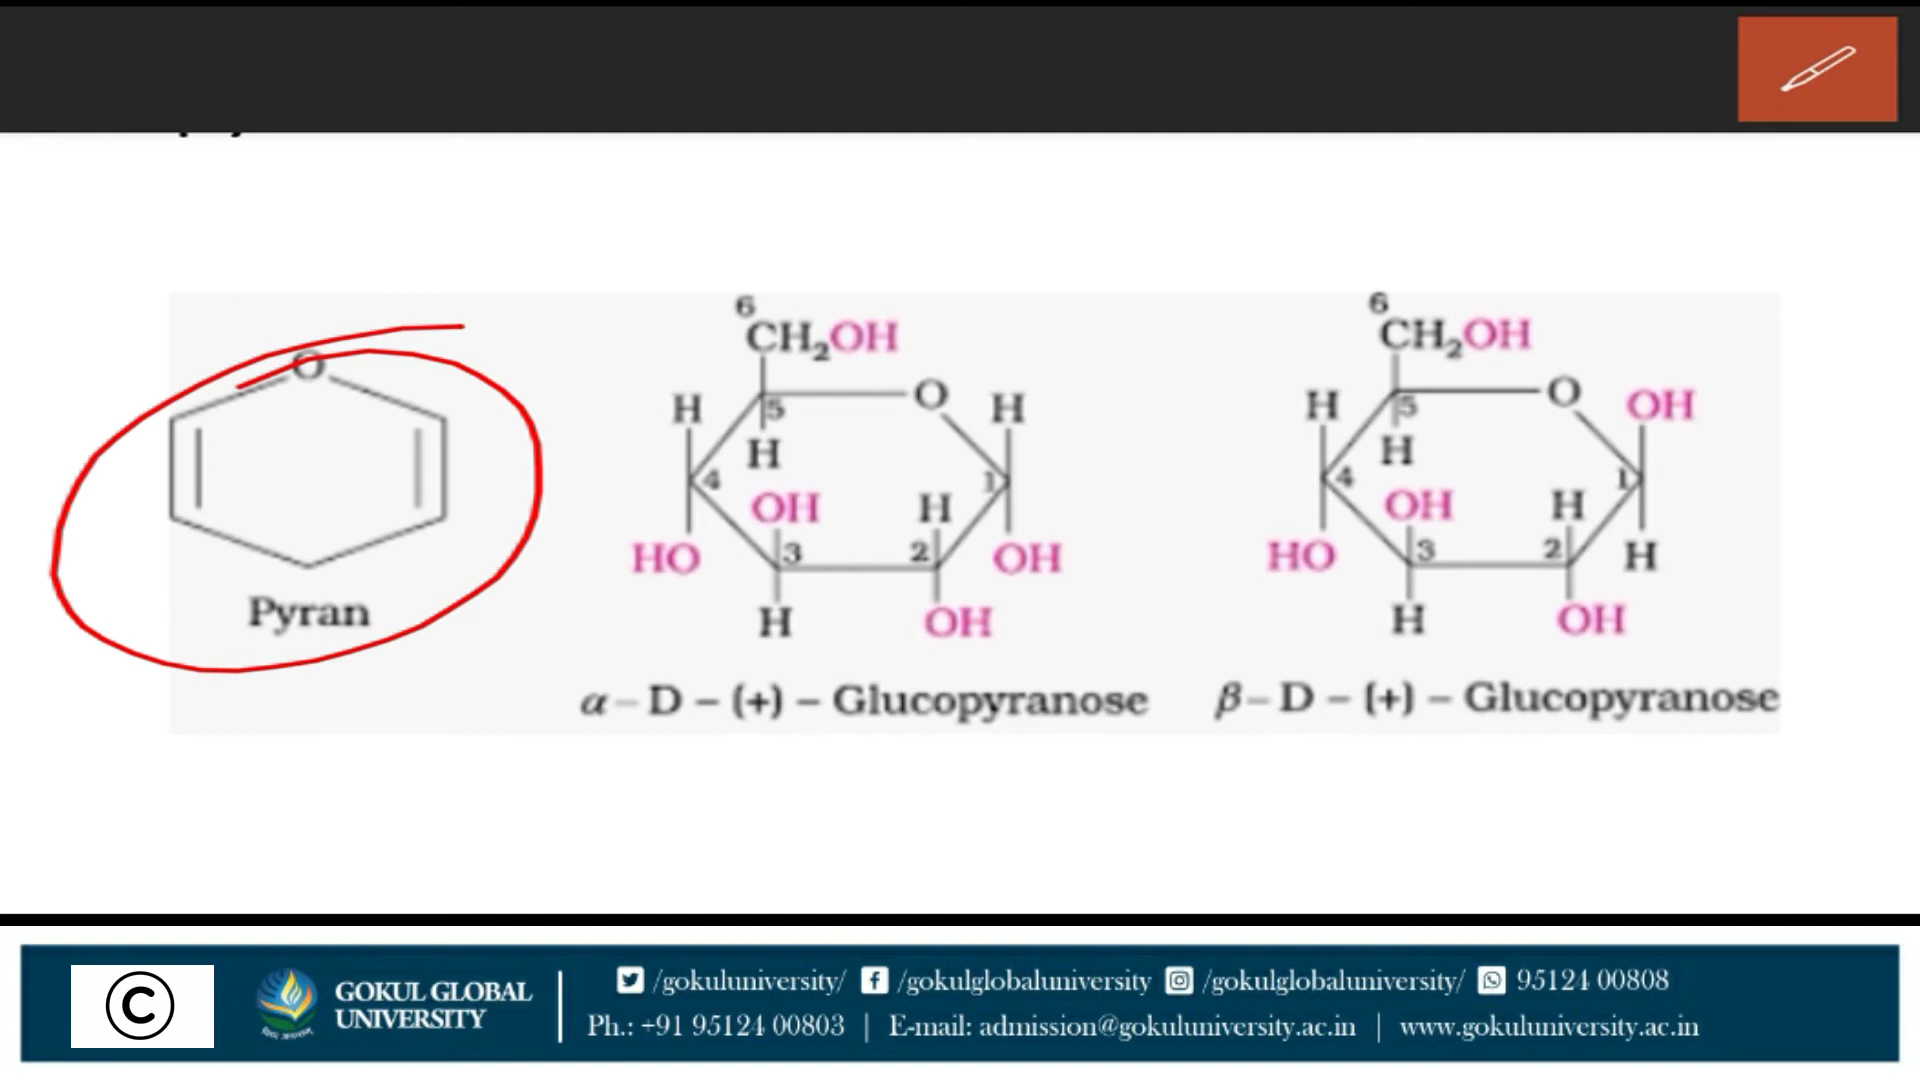 O
Pyran
6
CH2OH
H
5
O
H
H
4
1
OH
H
HO
3
2
OH
H
OH
α – D – (+) – Glucopyranose
6
CH2OH
H
5
O
OH
H
4
1
OH
H
HO
3
2
H
H
OH
β – D – (+) – Glucopyranose
©
GOKUL GLOBAL
UNIVERSITY
/gokuluniversity/ /gokulglobaluniversity /gokulglobaluniversity/ 95124 00808
Ph.: +91 95124 00803 | E-mail: admission@gokuluniversity.ac.in | www.gokuluniversity.ac.in